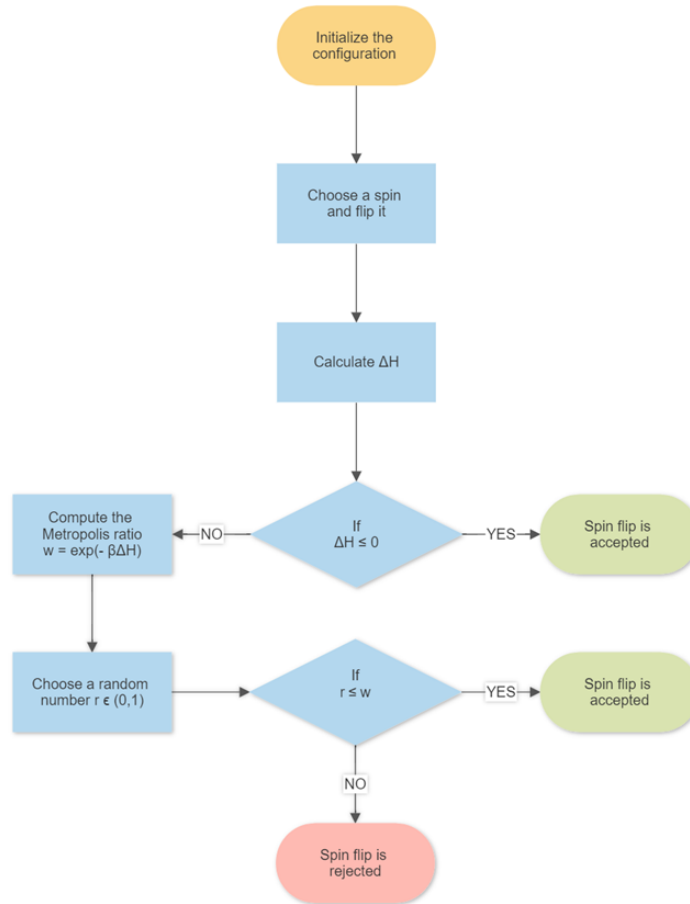 Initialize the
configuration
Choose a spin
and flip it
Calculate ΔH
If
ΔH ≤ 0
NO
YES
Compute the
Metropolis ratio
w = exp(- βΔH)
Spin flip is
accepted
Choose a random
number r ϵ (0,1)
If
r ≤ w
YES
Spin flip is
accepted
NO
Spin flip is
rejected